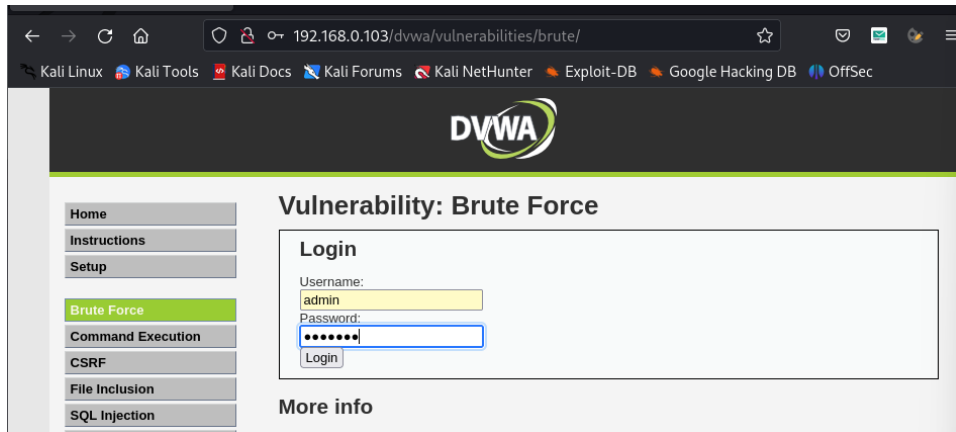 192.168.0.103/dvwa/vulnerabilities/brute/
Kali Linux Kali Tools Kali Docs Kali Forums Kali NetHunter Exploit-DB Google Hacking DB OffSec
DVWA
Home
Instructions
Setup
Brute Force
Command Execution
CSRF
File Inclusion
SQL Injection
Vulnerability: Brute Force
Login
Username:
admin
Password:
•••••••
Login
More info